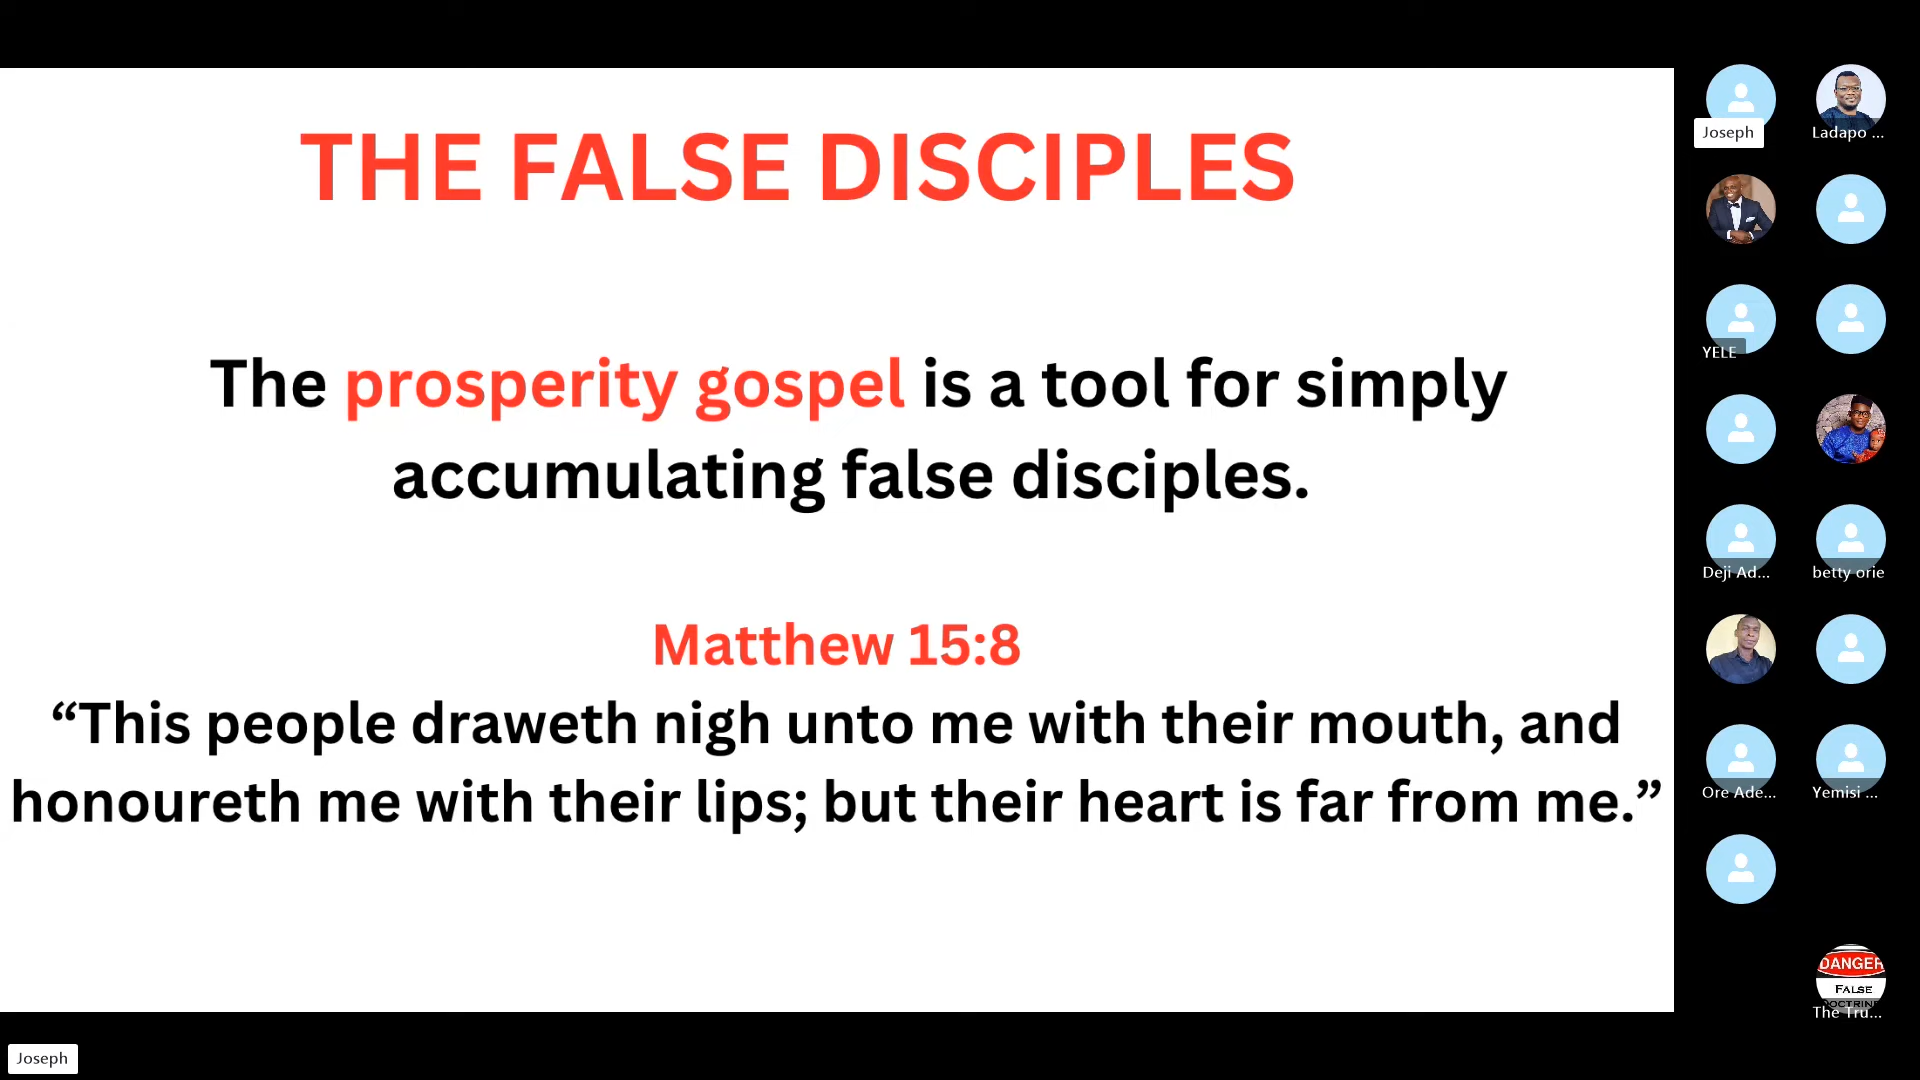 THE FALSE DISCIPLES
The prosperity gospel is a tool for simply
accumulating false disciples.
Matthew 15:8
“This people draweth nigh unto me with their mouth, and
honoureth me with their lips; but their heart is far from me.”
Joseph
Ladapo ...
YELE
Deji Ad...
betty orie
Ore Ade...
Yemisi ...
DANGER
FALSE
DOCTRINE
The Tru...
Joseph